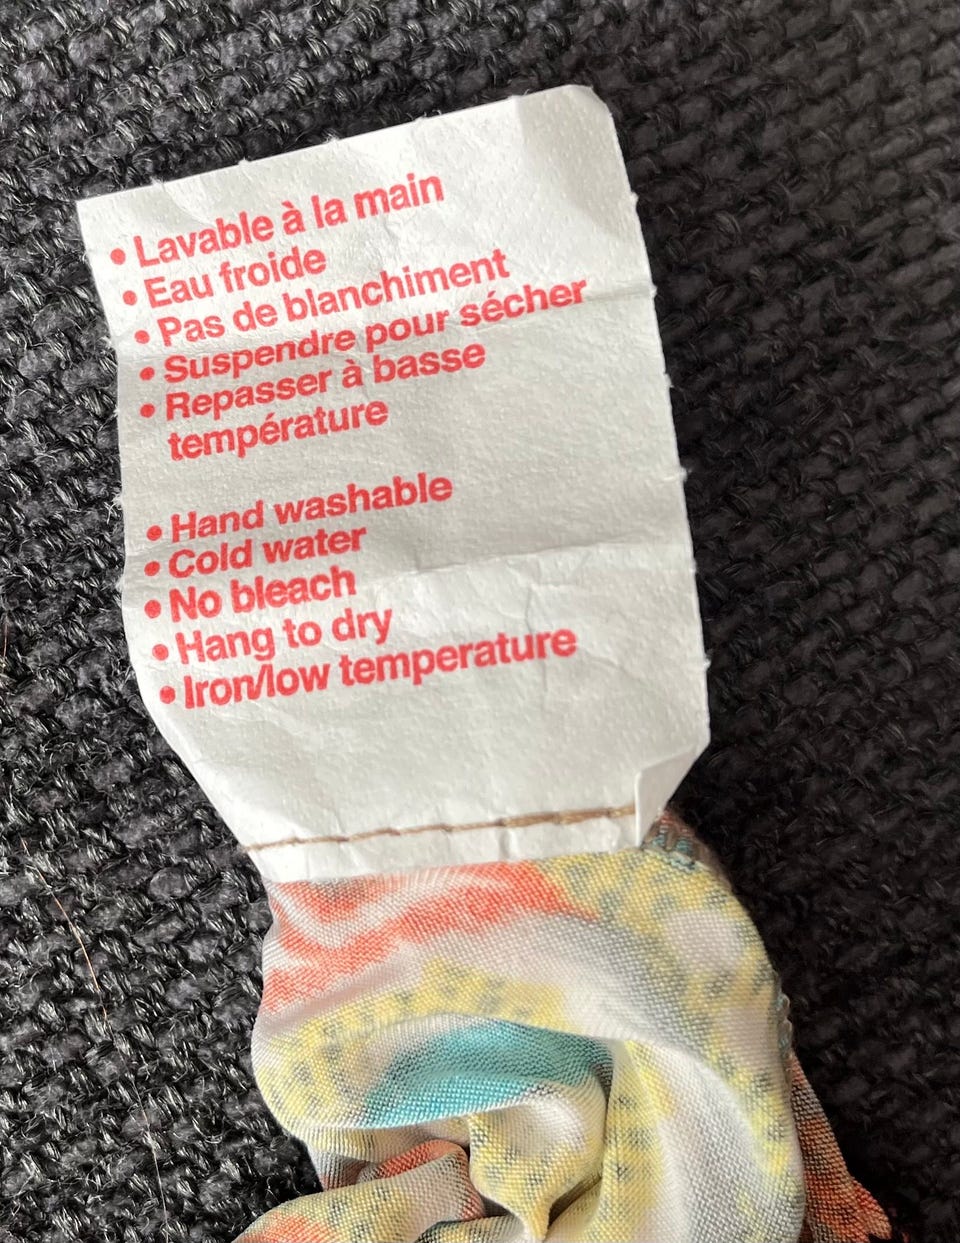 • Lavable à la main
• Eau froide
• Pas de blanchiment
• Suspendre pour sécher
• Repasser à basse
température
• Hand washable
• Cold water
• No bleach
• Hang to dry
• Iron/low temperature